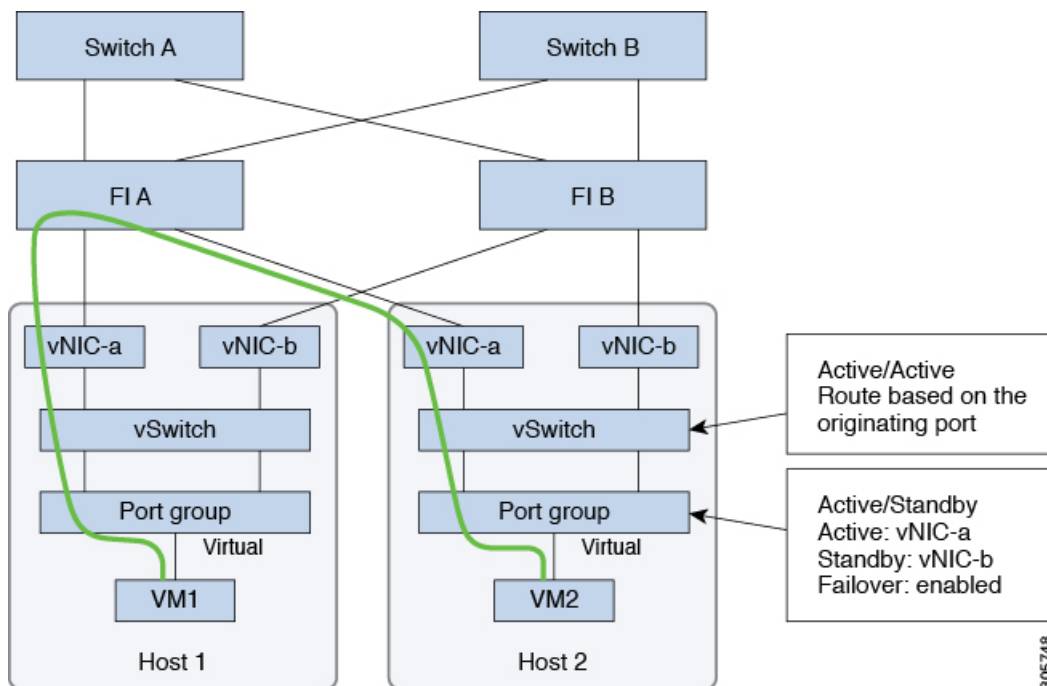 Switch A
Switch B
FI A
FI B
vNIC-a
vNIC-b
vNIC-a
vNIC-b
Active/Active
Route based on the
originating port
vSwitch
vSwitch
Port group
Port group
Active/Standby
Active: vNIC-a
Standby: vNIC-b
Failover: enabled
Virtual
Virtual
VM1
VM2
Host 1
Host 2